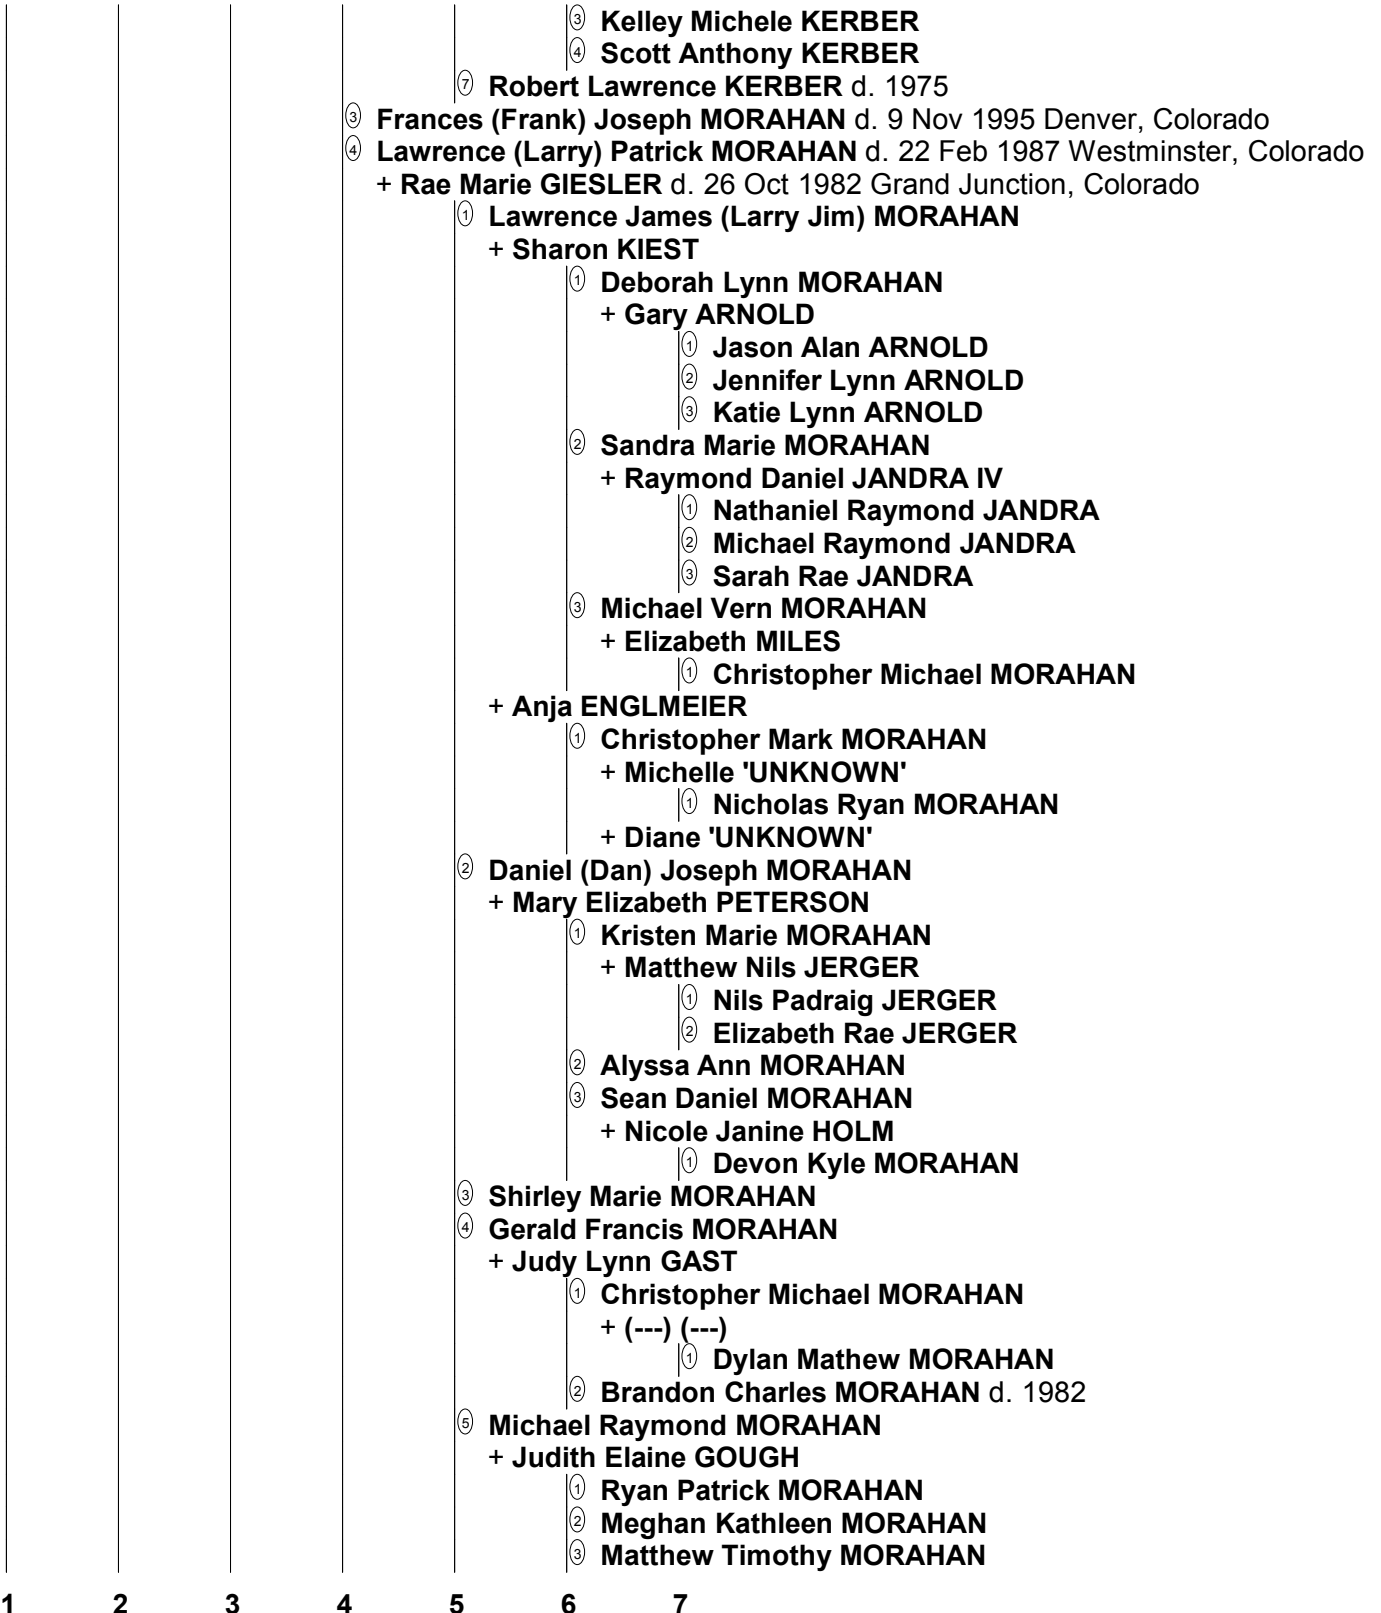 ③ Kelley Michele KERBER
④ Scott Anthony KERBER
⑦ Robert Lawrence KERBER d. 1975
③ Frances (Frank) Joseph MORAHAN d. 9 Nov 1995 Denver, Colorado
④ Lawrence (Larry) Patrick MORAHAN d. 22 Feb 1987 Westminster, Colorado
+ Rae Marie GIESLER d. 26 Oct 1982 Grand Junction, Colorado
① Lawrence James (Larry Jim) MORAHAN
+ Sharon KIEST
① Deborah Lynn MORAHAN
+ Gary ARNOLD
① Jason Alan ARNOLD
② Jennifer Lynn ARNOLD
③ Katie Lynn ARNOLD
② Sandra Marie MORAHAN
+ Raymond Daniel JANDRA IV
① Nathaniel Raymond JANDRA
② Michael Raymond JANDRA
③ Sarah Rae JANDRA
③ Michael Vern MORAHAN
+ Elizabeth MILES
① Christopher Michael MORAHAN
+ Anja ENGLMEIER
① Christopher Mark MORAHAN
+ Michelle 'UNKNOWN'
① Nicholas Ryan MORAHAN
+ Diane 'UNKNOWN'
② Daniel (Dan) Joseph MORAHAN
+ Mary Elizabeth PETERSON
① Kristen Marie MORAHAN
+ Matthew Nils JERGER
① Nils Padraig JERGER
② Elizabeth Rae JERGER
② Alyssa Ann MORAHAN
③ Sean Daniel MORAHAN
+ Nicole Janine HOLM
① Devon Kyle MORAHAN
③ Shirley Marie MORAHAN
④ Gerald Francis MORAHAN
+ Judy Lynn GAST
① Christopher Michael MORAHAN
+ (---) (---)
① Dylan Mathew MORAHAN
② Brandon Charles MORAHAN d. 1982
⑤ Michael Raymond MORAHAN
+ Judith Elaine GOUGH
① Ryan Patrick MORAHAN
② Meghan Kathleen MORAHAN
③ Matthew Timothy MORAHAN
1 2 3 4 5 6 7